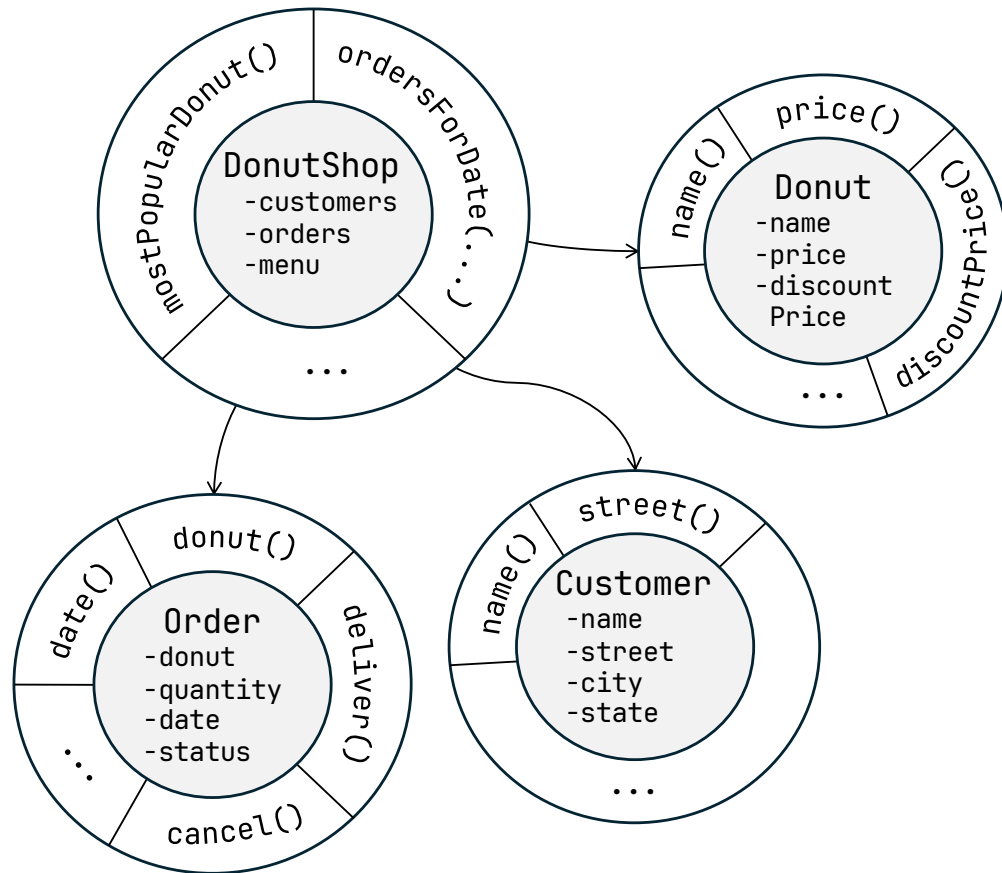 mostPopularDonut()
ordersForDate(...)
DonutShop
-customers
-orders
-menu
...
name()
price()
discountPrice()
Donut
-name
-price
-discount
Price
...
date()
donut()
deliver()
Order
-donut
-quantity
-date
-status
...
cancel()
name()
street()
Customer
-name
-street
-city
-state
...